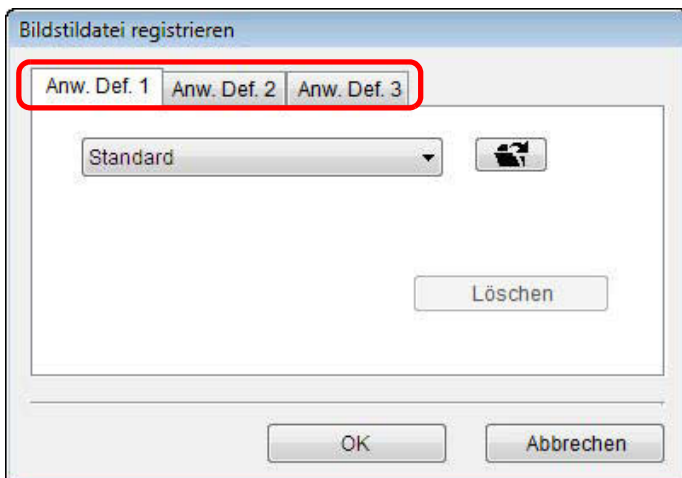 Bildstildatei registrieren
Anw. Def. 1 Anw. Def. 2 Anw. Def. 3
Standard
Löschen
OK Abbrechen